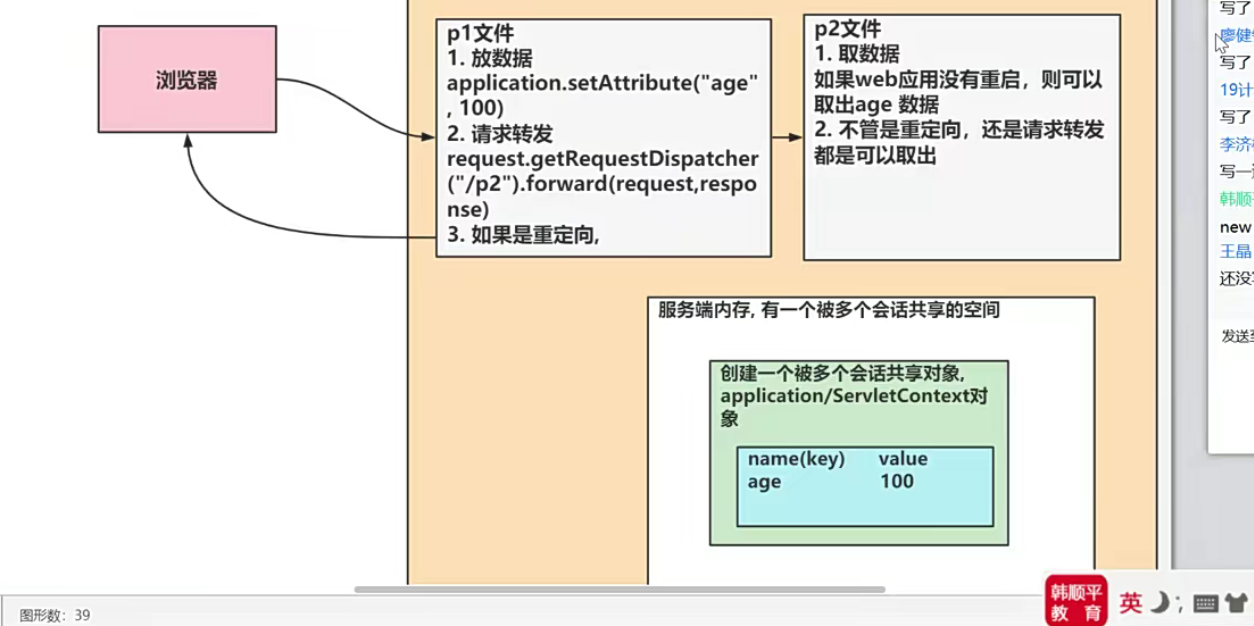 浏览器
p1文件
1. 放数据
application.setAttribute("age"
, 100)
2. 请求转发
request.getRequestDispatcher
("/p2").forward(request,respo
nse)
3. 如果是重定向,
p2文件
1. 取数据
如果web应用没有重启，则可以
取出age 数据
2. 不管是重定向，还是请求转发
都是可以取出
服务端内存, 有一个被多个会话共享的空间
创建一个被多个会话共享对象,
application/ServletContext对
象
name(key) value
age 100
写了
廖健
写了
19计
写了
李济
写一
韩顺
new
王晶
还没
发送
图形数: 39
韩顺平
教 育
英